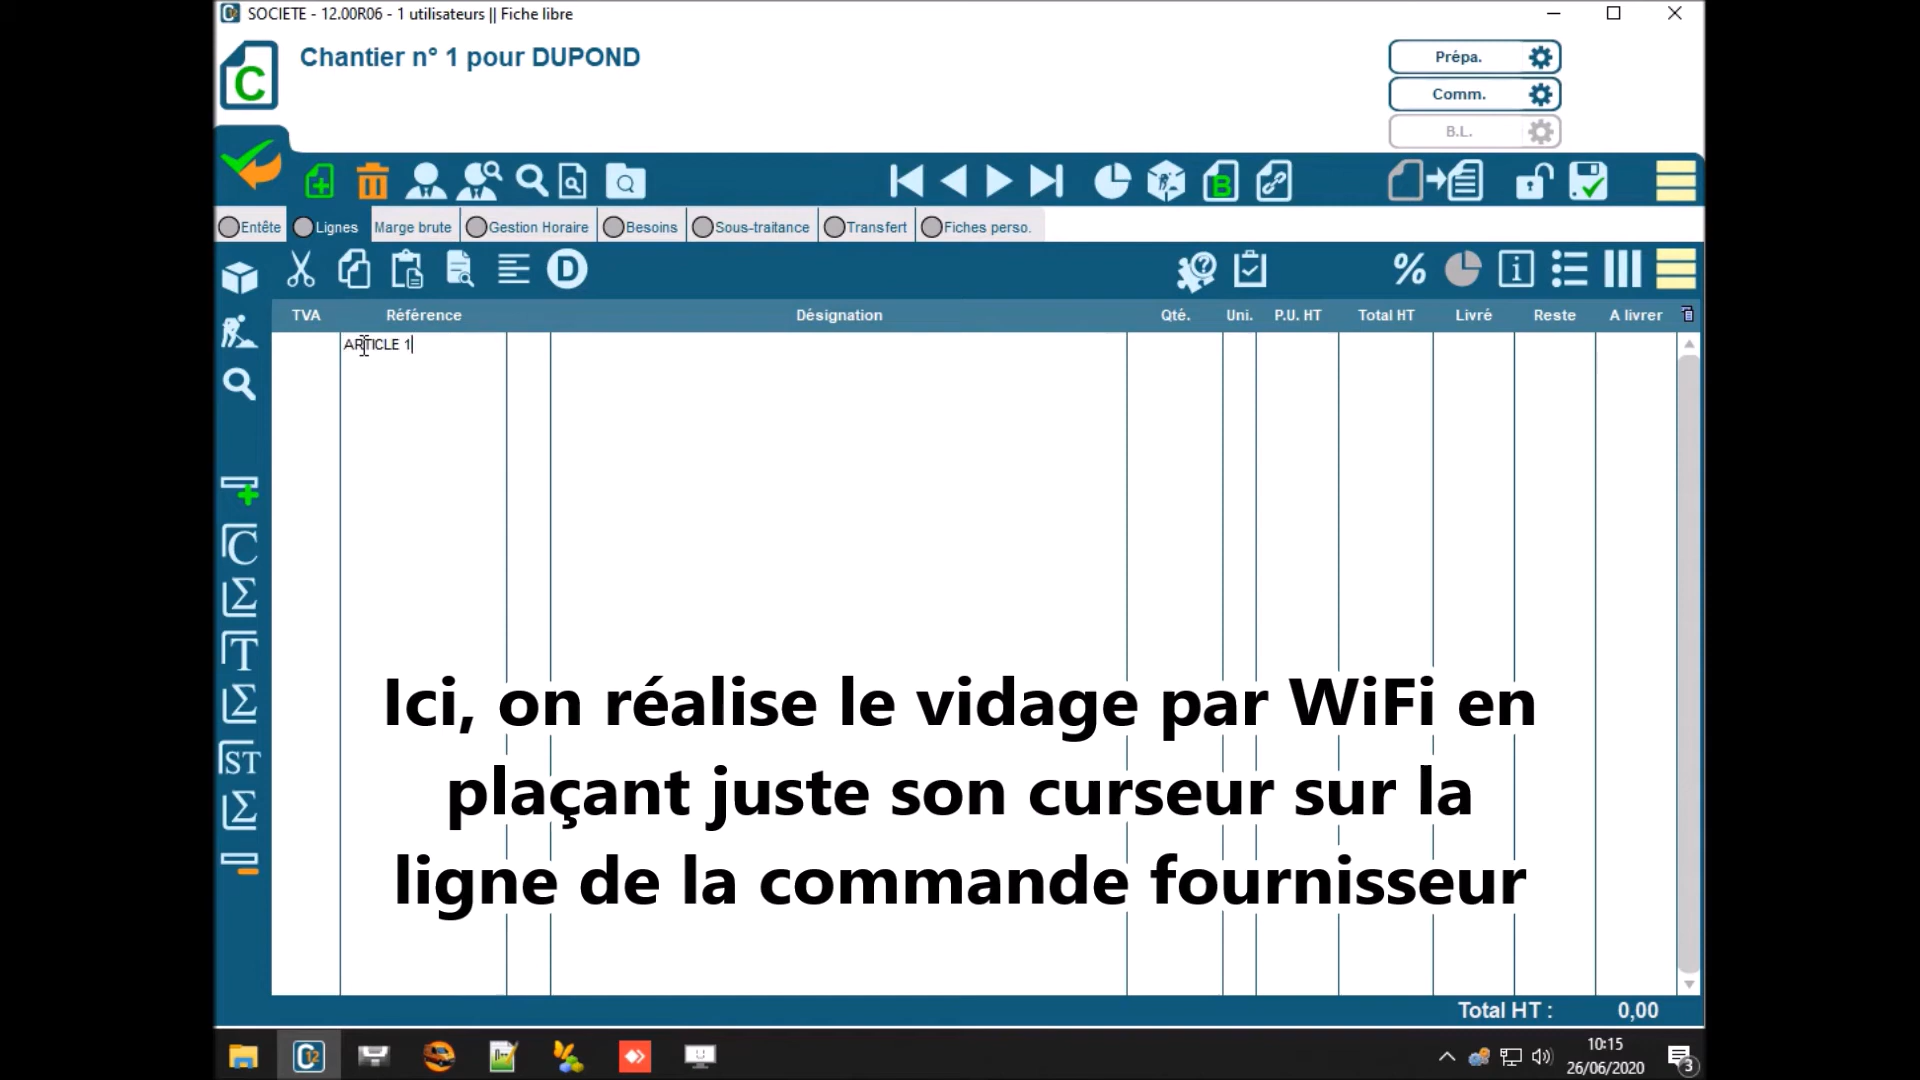 SOCIETE - 12.00R06 - 1 utilisateurs || Fiche libre
C
Chantier n° 1 pour DUPOND
Prépa.
Comm.
B.L.
B
Entête Lignes Marge brute Gestion Horaire Besoins Sous-traitance Transfert Fiches perso.
D % i
TVA Référence Désignation Qté. Uni. P.U. HT Total HT Livré Reste A livrer
ARTICLE 1
C
Σ
T
Σ
ST
Σ
Ici, on réalise le vidage par WiFi en
plaçant juste son curseur sur la
ligne de la commande fournisseur
Total HT : 0,00
C12
10:15
26/06/2020
3